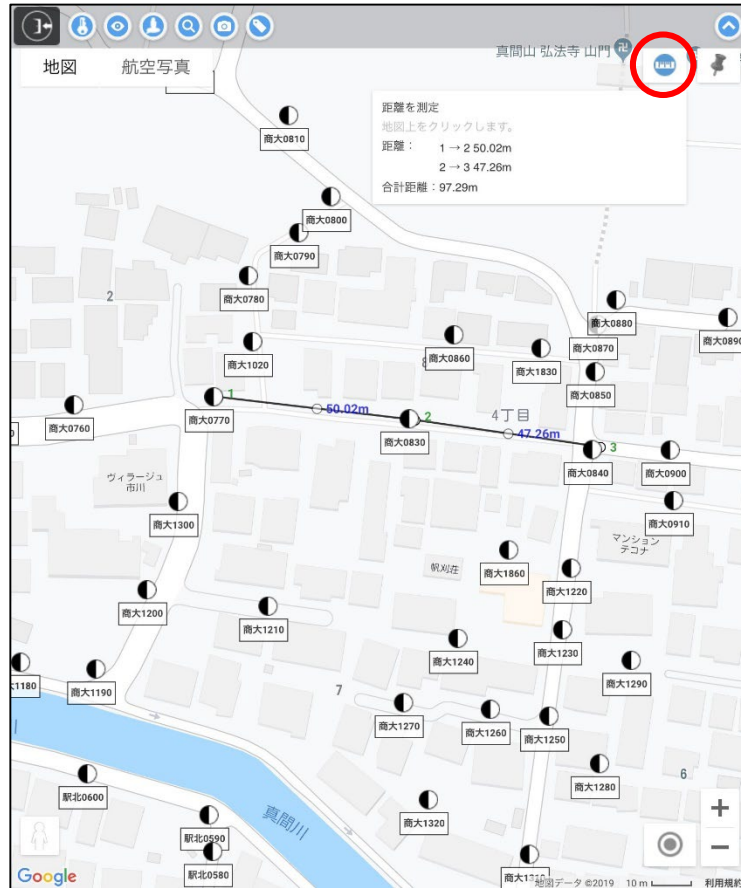 真間山 弘法寺 山門
地図 航空写真
距離を測定
地図上をクリックします。
距離： 1 → 2 50.02m
2 → 3 47.26m
合計距離：97.29m
商大0810
商大0800
商大0790
2
商大0780
商大0880
商大0890
商大0870
商大1020
8
商大0860
商大1830
商大0850
1
商大0760
商大0770
50.02m
2
4丁目
商大0830
47.26m
3
商大0840
商大0900
ヴィラージュ
市川
商大1300
商大0910
マンション
テコナ
帆刈荘
商大1860
商大1220
商大1200
商大1210
商大1230
商大1240
商大1290
大1180
商大1190
7
商大1270
商大1260
商大1250
6
商大1280
駅北0600
真間川
商大1320
駅北0590
駅北0580
商大1310
Google
地図データ ©2019 10 m 利用規約